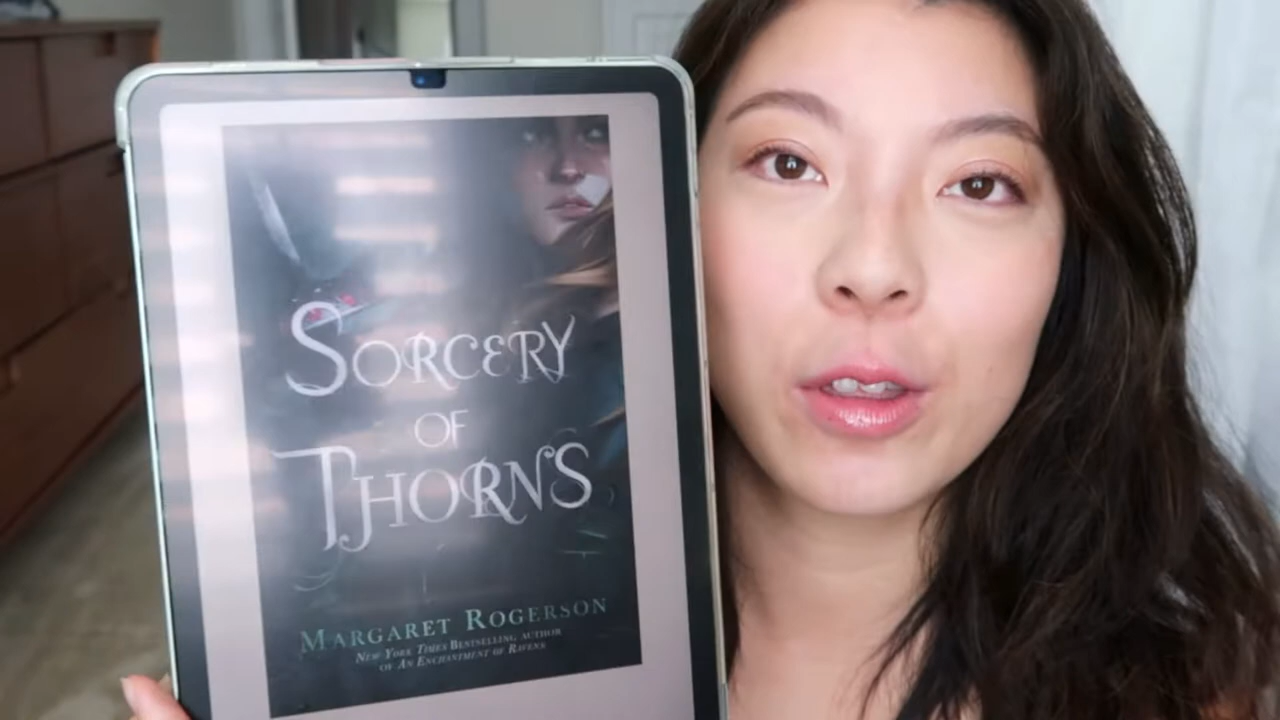 SORCERY
OF
THORNS
MARGARET ROGERSON
NEW YORK TIMES BESTSELLING AUTHOR
OF AN ENCHANTMENT OF RAVENS